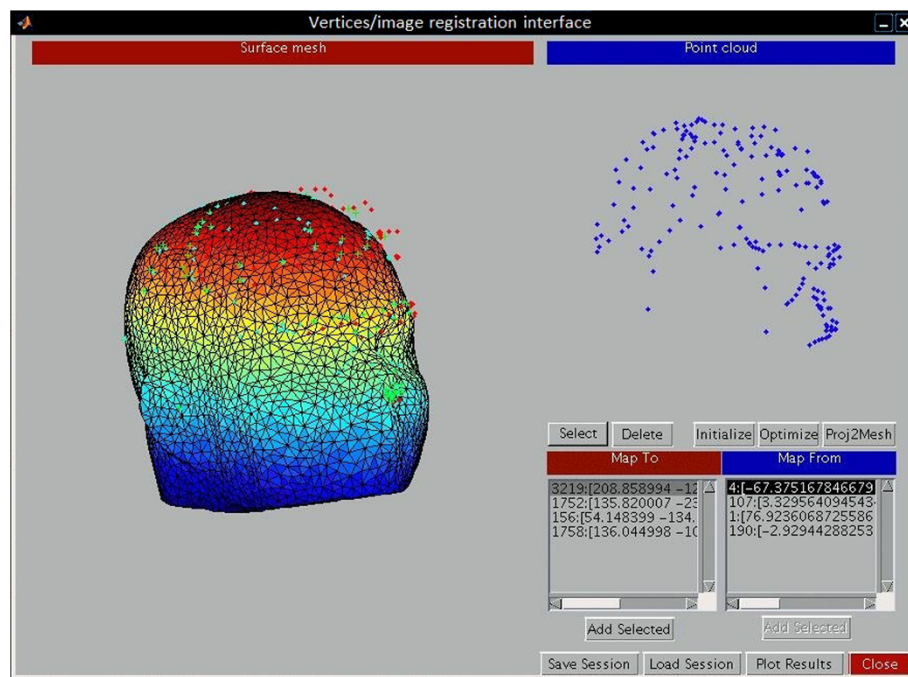 Vertices/image registration interface
Surface mesh
Point cloud
Select
Delete
Initialize
Optimize
Proj2Mesh
Map To
Map From
3219:[208.858994 -12
1752:[135.820007 -23
156:[54.148399 -134.
1758:[136.044998 -10
4:[-67.375167846679
107:[3.329564094543
1:[76.9236068725586
190:[-2.92944288253
Add Selected
Add Selected
Save Session
Load Session
Plot Results
Close